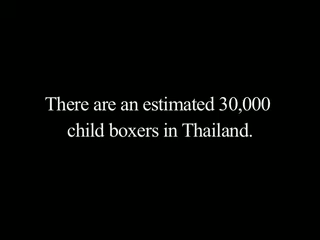 There are an estimated 30,000
child boxers in Thailand.